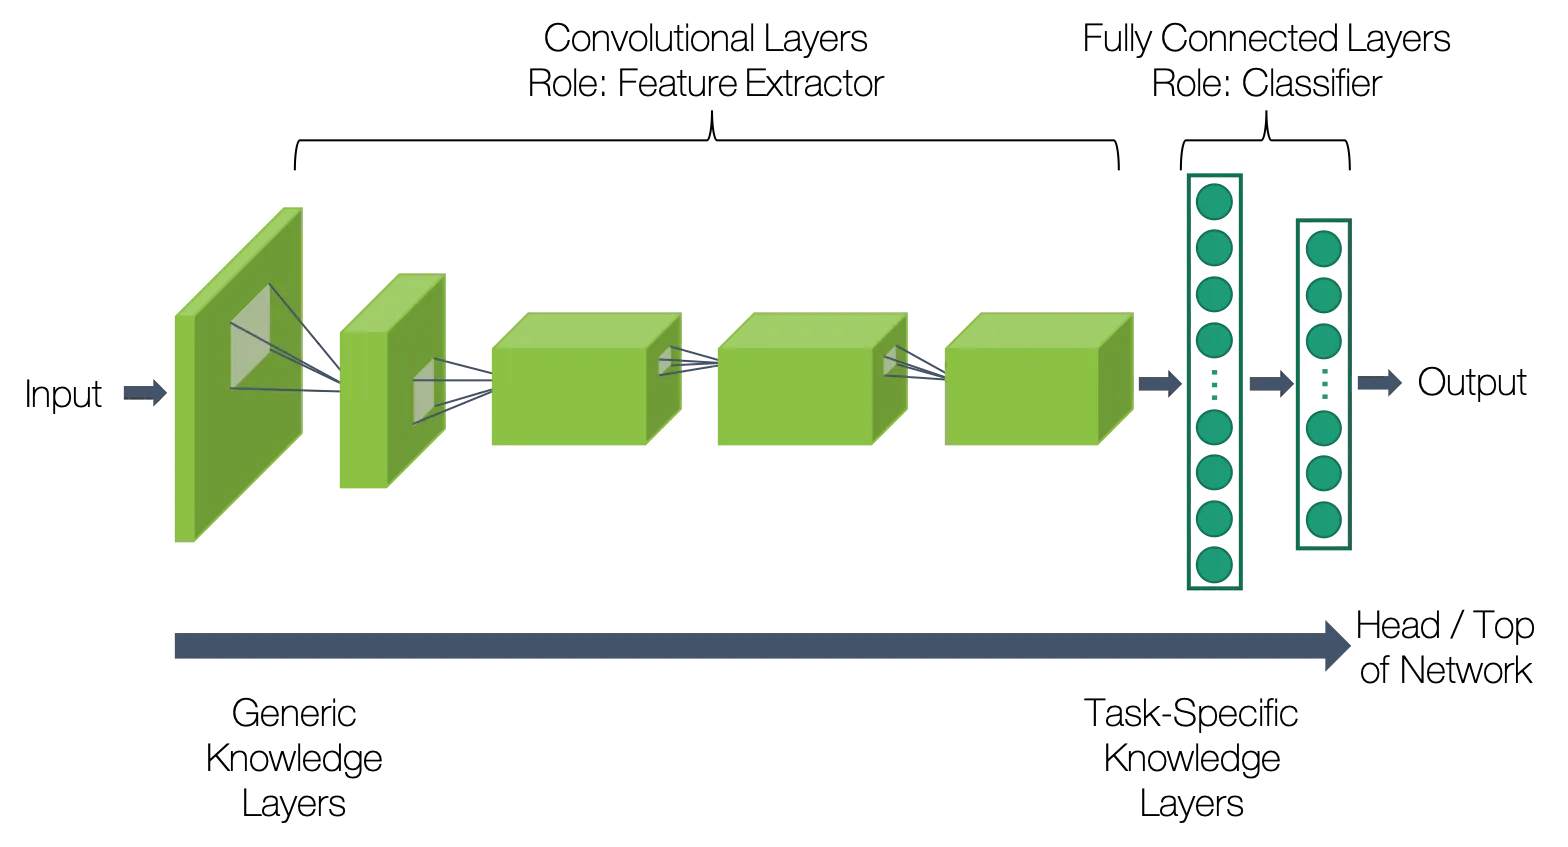 Convolutional Layers
Role: Feature Extractor
Fully Connected Layers
Role: Classifier
Input
Output
Head / Top
of Network
Generic
Knowledge
Layers
Task-Specific
Knowledge
Layers